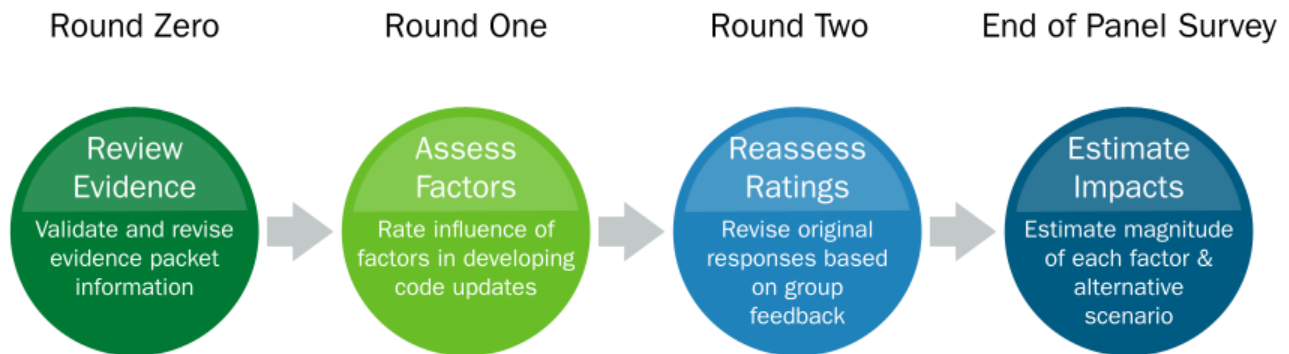 Round Zero
Round One
Round Two
End of Panel Survey
Review
Evidence
Validate and revise
evidence packet
information
Assess
Factors
Rate influence of
factors in developing
code updates
Reassess
Ratings
Revise original
responses based
on group
feedback
Estimate
Impacts
Estimate magnitude
of each factor &
alternative
scenario